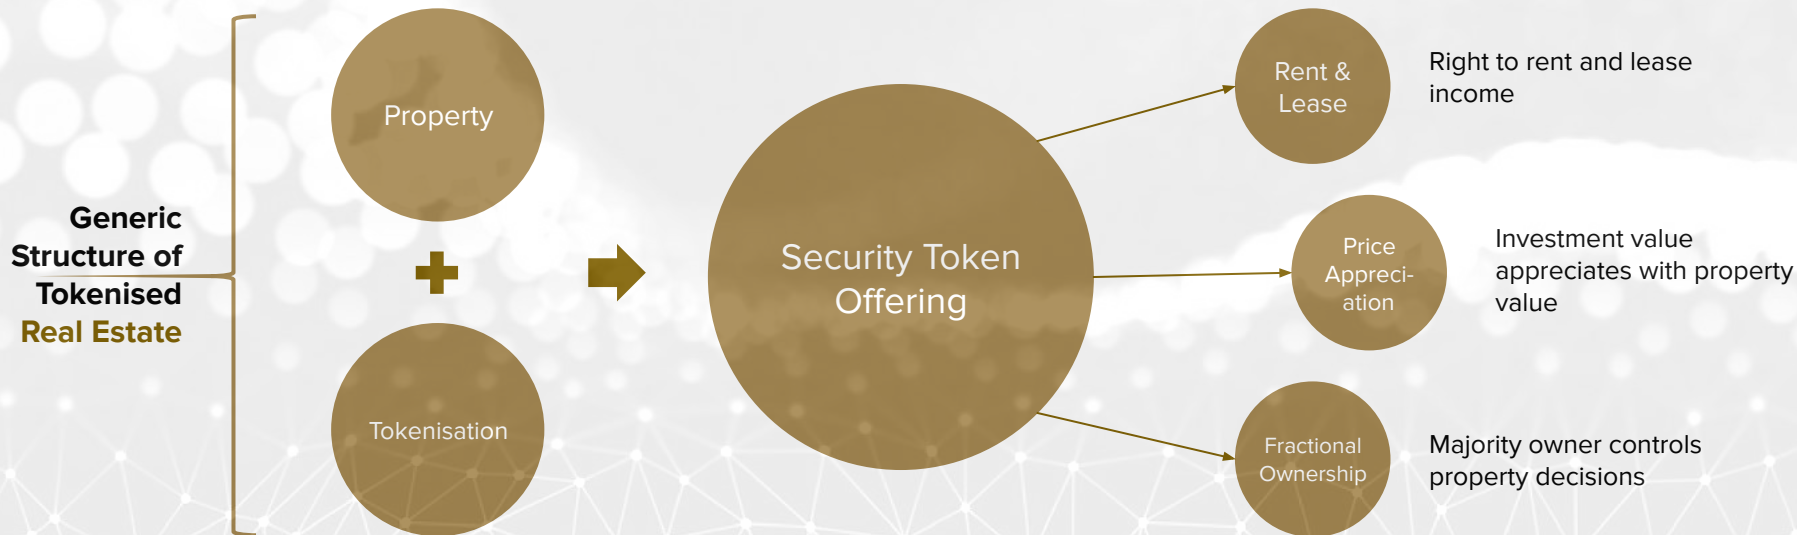 Generic
Structure of
Tokenised
Real Estate
Property
Tokenisation
Security Token
Offering
Rent &
Lease
Right to rent and lease
income
Price
Appreci-
ation
Investment value
appreciates with property
value
Fractional
Ownership
Majority owner controls
property decisions